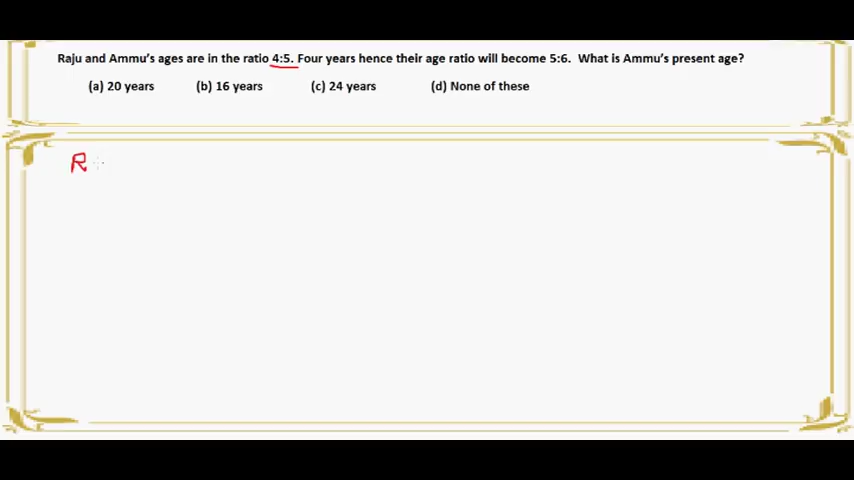 Raju and Ammu's ages are in the ratio 4:5. Four years hence their age ratio will become 5:6. What is Ammu's present age?
(a) 20 years (b) 16 years (c) 24 years (d) None of these
R